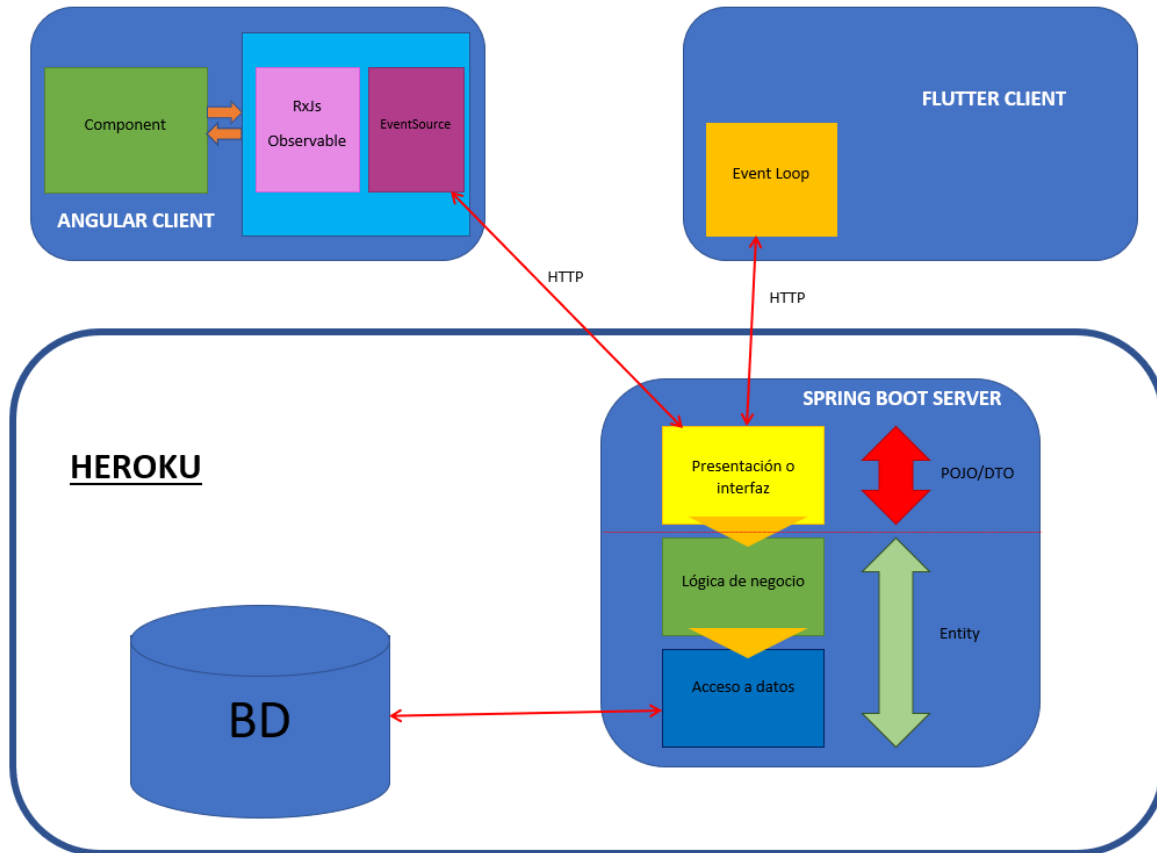 Component
RxJs
Observable
EventSource
ANGULAR CLIENT
FLUTTER CLIENT
Event Loop
HTTP
HTTP
HEROKU
SPRING BOOT SERVER
Presentación o
interfaz
POJO/DTO
Lógica de negocio
Entity
Acceso a datos
BD